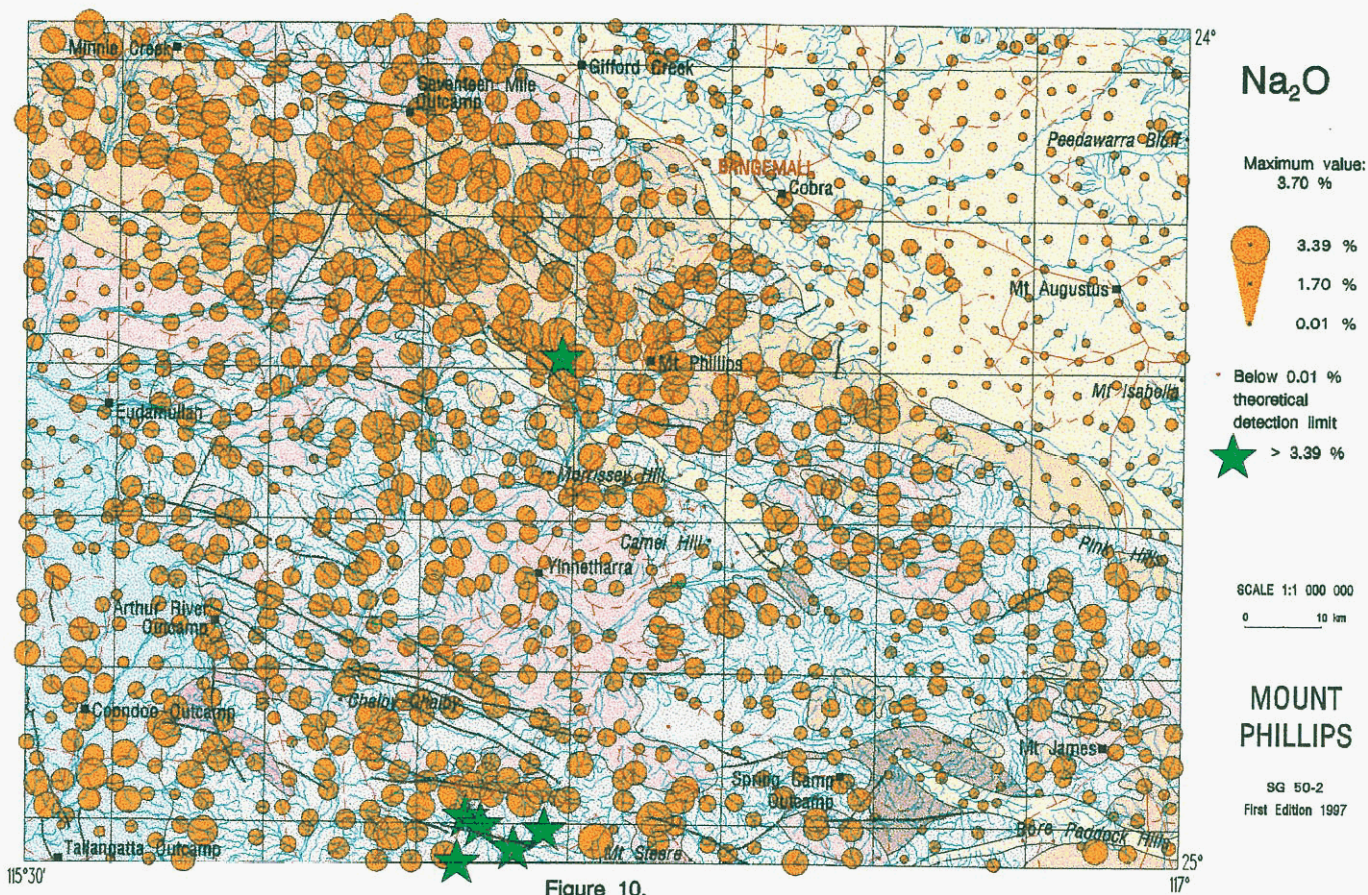 24°
Na₂O
Minnie Creek
Gifford Creek
Seventeen Mile
Outcamp
Peedawarra Bluff
Maximum value:
3.70 %
BANGEMALL
Cobra
3.39 %
1.70 %
0.01 %
Mt Augustus
Mt Phillips
Below 0.01 %
theoretical
detection limit
> 3.39 %
Mt Isabella
Eudamullah
Morrissey Hill
Camel Hill
Pink Hills
Yinnetharra
SCALE 1:1 000 000
0 10 km
Arthur River
Outcamp
MOUNT
PHILLIPS
Chalby Chalby
Coondoo Outcamp
Mt James
Spring Camp
Outcamp
SG 50-2
First Edition 1997
Bore Paddock Hills
Tallangatta Outcamp
Mt Steere
25°
115°30'
117°
Figure 10.